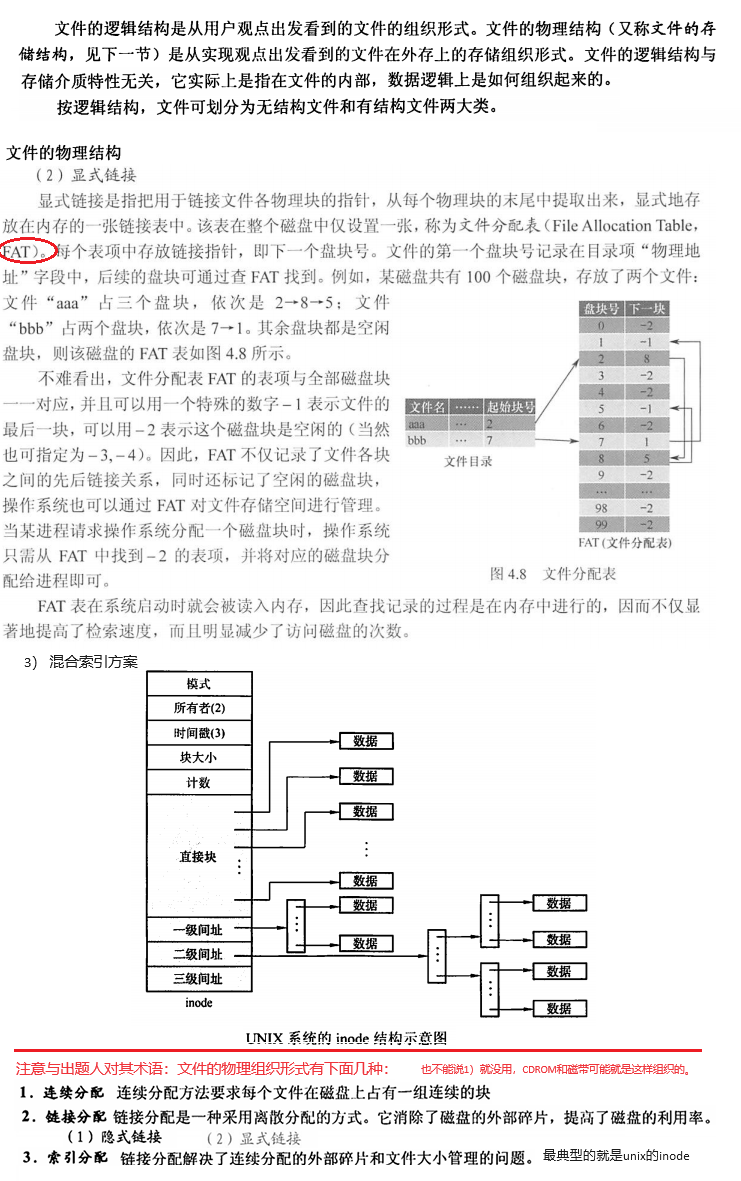 文件的逻辑结构是从用户观点出发看到的文件的组织形式。文件的物理结构（又称文件的存
储结构，见下一节）是从实现观点出发看到的文件在外存上的存储组织形式。文件的逻辑结构与
存储介质特性无关，它实际上是指在文件的内部，数据逻辑上是如何组织起来的。
按逻辑结构，文件可划分为无结构文件和有结构文件两大类。
文件的物理结构
（2）显式链接
显式链接是指把用于链接文件各物理块的指针，从每个物理块的末尾中提取出来，显式地存
放在内存的一张链接表中。该表在整个磁盘中仅设置一张，称为文件分配表（File Allocation Table，
FAT）。每个表项中存放链接指针，即下一个盘块号。文件的第一个盘块号记录在目录项“物理地
址”字段中，后续的盘块可通过查 FAT 找到。例如，某磁盘共有 100 个磁盘块，存放了两个文件：
文件“aaa”占三个盘块，依次是 2→8→5；文件
“bbb”占两个盘块，依次是 7→1。其余盘块都是空闲
盘块，则该磁盘的 FAT 表如图 4.8 所示。
不难看出，文件分配表 FAT 的表项与全部磁盘块
一一对应，并且可以用一个特殊的数字－1 表示文件的
最后一块，可以用－2 表示这个磁盘块是空闲的（当然
也可指定为－3,－4）。因此，FAT 不仅记录了文件各块
之间的先后链接关系，同时还标记了空闲的磁盘块，
操作系统也可以通过 FAT 对文件存储空间进行管理。
当某进程请求操作系统分配一个磁盘块时，操作系统
只需从 FAT 中找到－2 的表项，并将对应的磁盘块分
配给进程即可。
文件名 …… 起始块号
aaa … 2
bbb … 7
文件目录
盘块号 下一块
0 -2
1 -1
2 8
3 -2
4 -2
5 -1
6 -2
7 1
8 5
9 -2
… …
98 -2
99 -2
FAT (文件分配表)
图 4.8 文件分配表
FAT 表在系统启动时就会被读入内存，因此查找记录的过程是在内存中进行的，因而不仅显
著地提高了检索速度，而且明显减少了访问磁盘的次数。
3） 混合索引方案
模式
所有者(2)
时间戳(3)
块大小
计数
直接块
⋮
一级间址
二级间址
三级间址
inode
数据
数据
数据
⋮
数据
数据
数据
数据
数据
数据
数据
UNIX 系统的 inode 结构示意图
注意与出题人对其术语：文件的物理组织形式有下面几种： 也不能说1）就没用，CDROM和磁带可能就是这样组织的。
1．连续分配 连续分配方法要求每个文件在磁盘上占有一组连续的块
2．链接分配 链接分配是一种采用离散分配的方式。它消除了磁盘的外部碎片，提高了磁盘的利用率。
（1）隐式链接 （2）显式链接
3．索引分配 链接分配解决了连续分配的外部碎片和文件大小管理的问题。 最典型的就是unix的inode